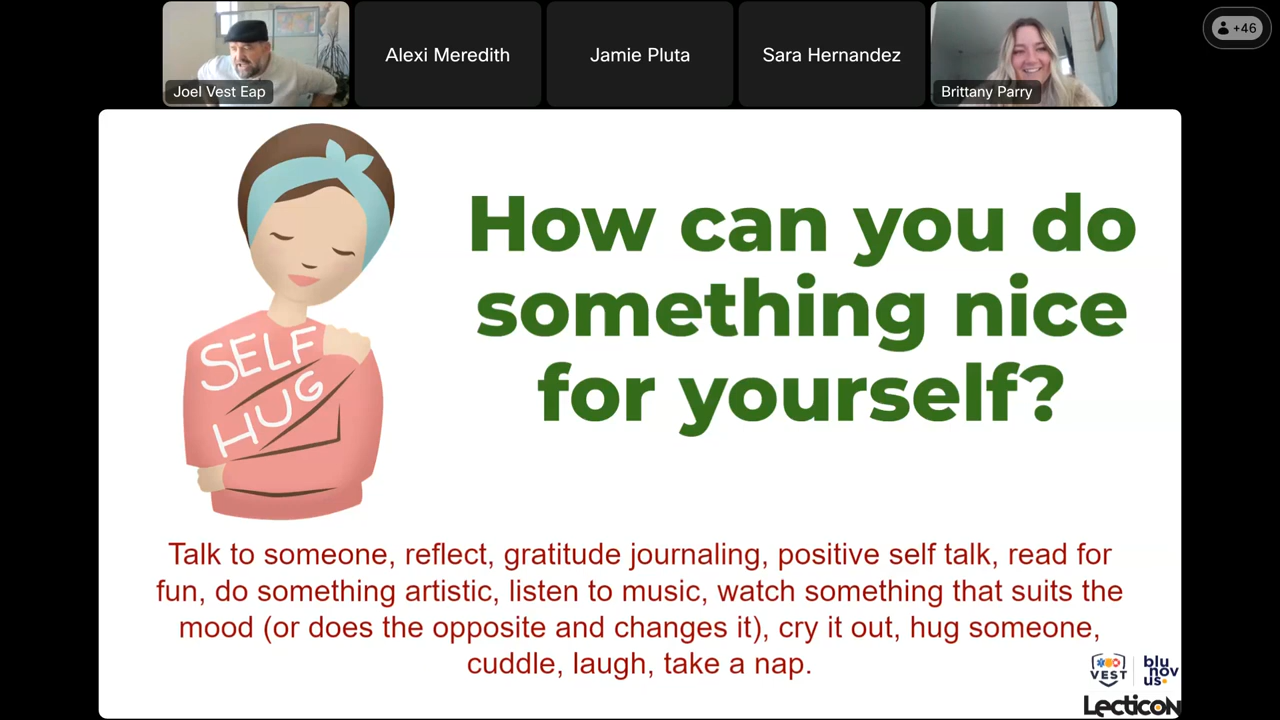 Joel Vest Eap
Alexi Meredith
Jamie Pluta
Sara Hernandez
Brittany Parry
+46
SELF
HUG
How can you do
something nice
for yourself?
Talk to someone, reflect, gratitude journaling, positive self talk, read for
fun, do something artistic, listen to music, watch something that suits the
mood (or does the opposite and changes it), cry it out, hug someone,
cuddle, laugh, take a nap.
VEST
blu
nov
us
LecticoN